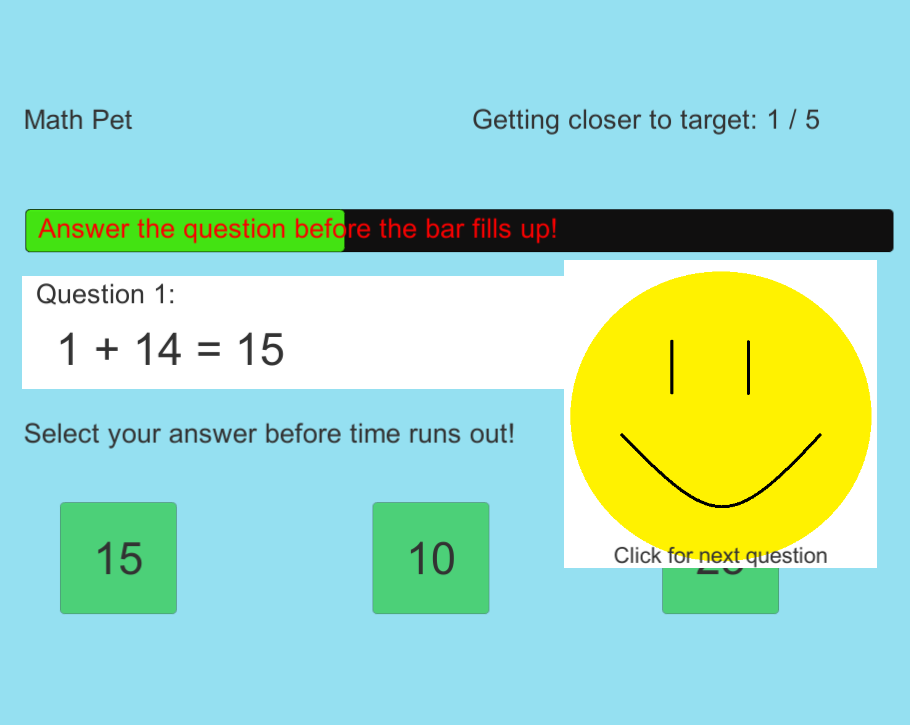 Math Pet
Getting closer to target: 1 / 5
Answer the question before the bar fills up!
Question 1:
1 + 14 = 15
Select your answer before time runs out!
15
10
Click for next question